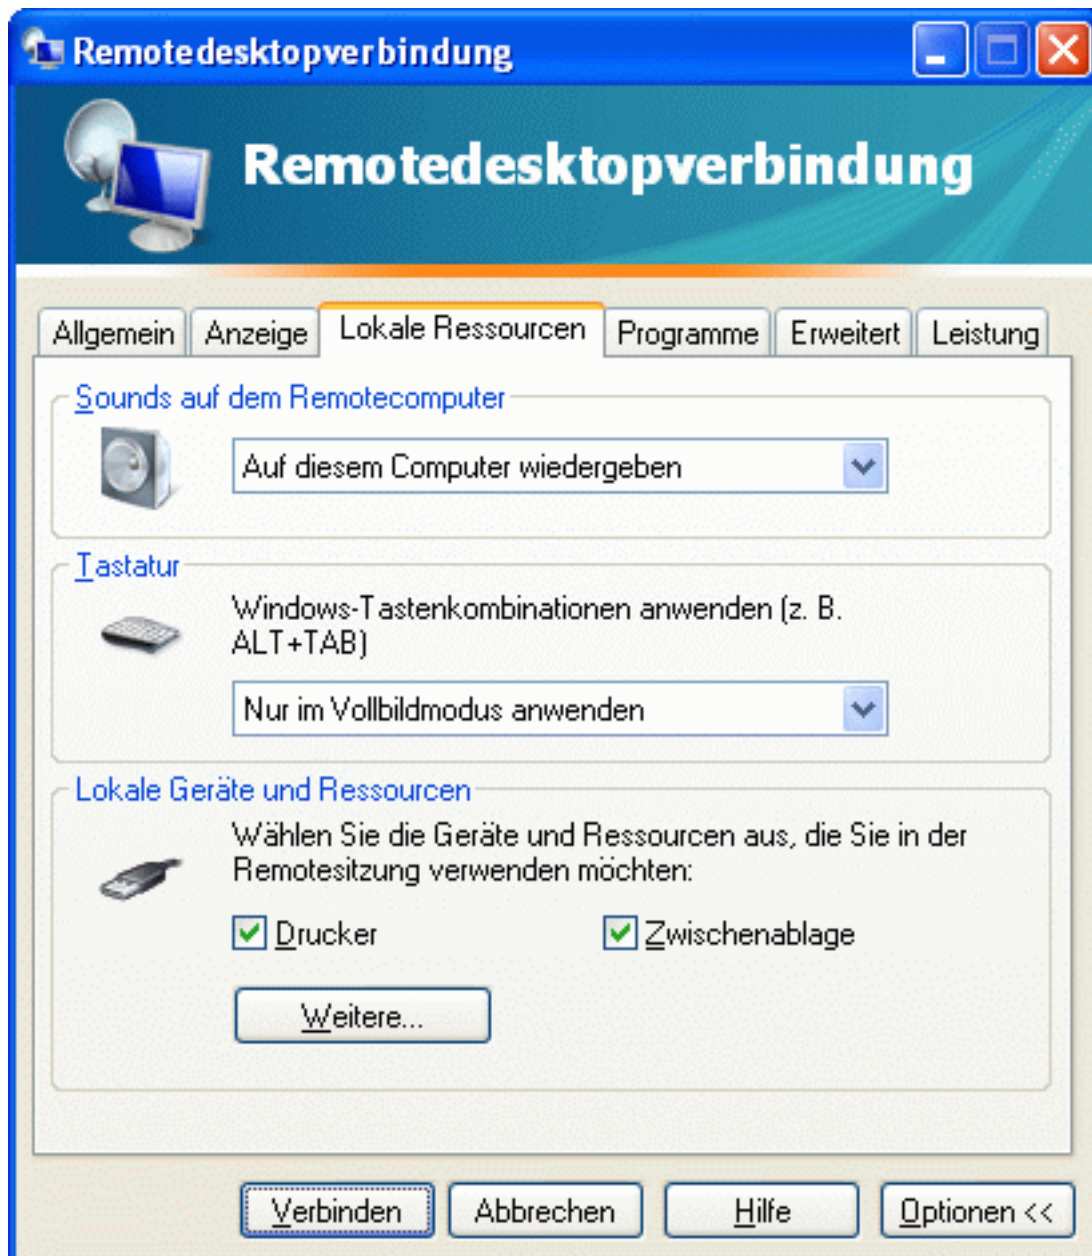 Remotedesktopverbindung
Remotedesktopverbindung
Allgemein Anzeige Lokale Ressourcen Programme Erweitert Leistung
Sounds auf dem Remotecomputer
Auf diesem Computer wiedergeben
Tastatur
Windows-Tastenkombinationen anwenden (z. B.
ALT+TAB)
Nur im Vollbildmodus anwenden
Lokale Geräte und Ressourcen
Wählen Sie die Geräte und Ressourcen aus, die Sie in der
Remotesitzung verwenden möchten:
Drucker Zwischenablage
Weitere...
Verbinden Abbrechen Hilfe Optionen <<